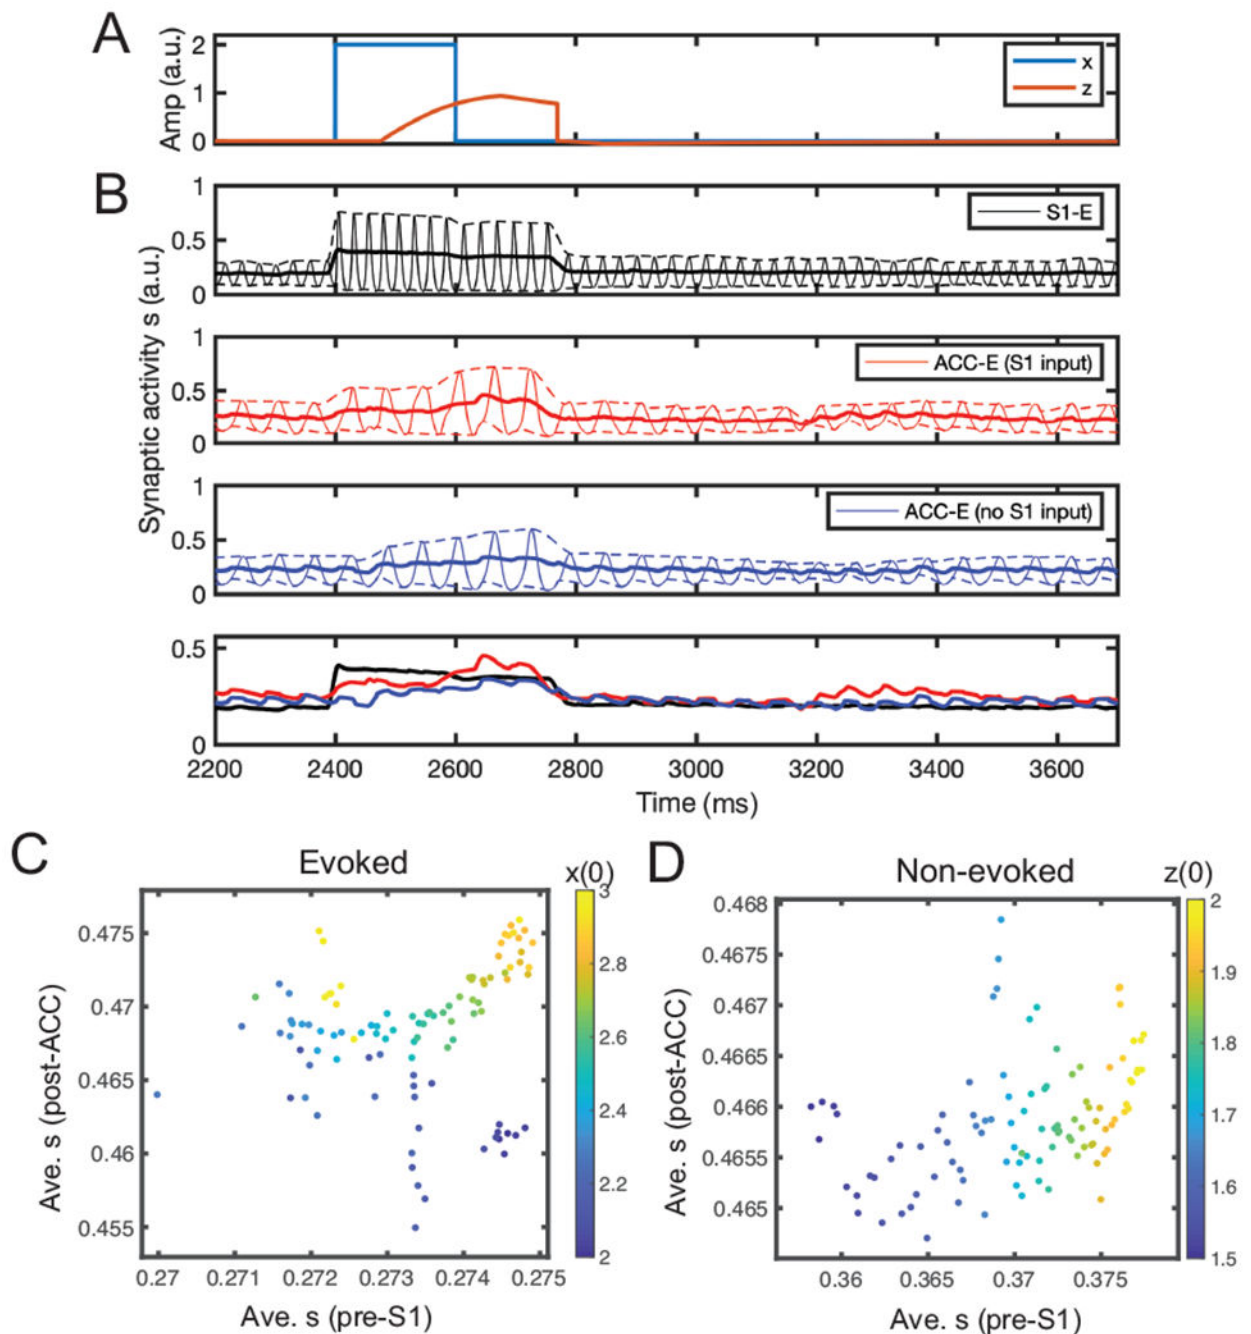 A
Amp (a.u.)
2
1
0
x
z
B
Synaptic activity s (a.u.)
1
0.5
0
S1-E
1
0.5
0
ACC-E (S1 input)
1
0.5
0
ACC-E (no S1 input)
0.5
0
2200 2400 2600 2800 3000 3200 3400 3600
Time (ms)
C
Evoked
x(0)
Ave. s (post-ACC)
0.475
0.47
0.465
0.46
0.455
0.27 0.271 0.272 0.273 0.274 0.275
Ave. s (pre-S1)
3
2.8
2.6
2.4
2.2
2
D
Non-evoked
z(0)
Ave. s (post-ACC)
0.468
0.4675
0.467
0.4665
0.466
0.4655
0.465
0.36 0.365 0.37 0.375
Ave. s (pre-S1)
2
1.9
1.8
1.7
1.6
1.5